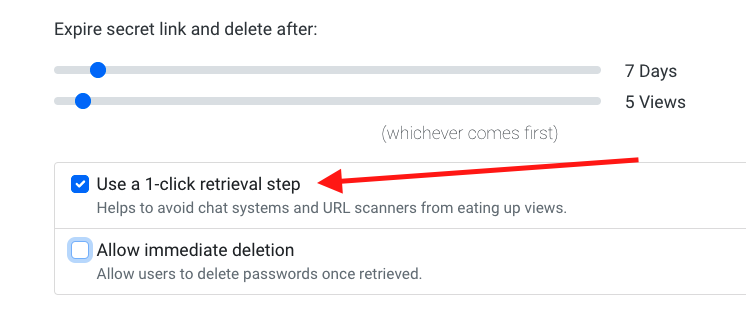 Expire secret link and delete after:
7 Days
5 Views
(whichever comes first)
Use a 1-click retrieval step
Helps to avoid chat systems and URL scanners from eating up views.
Allow immediate deletion
Allow users to delete passwords once retrieved.